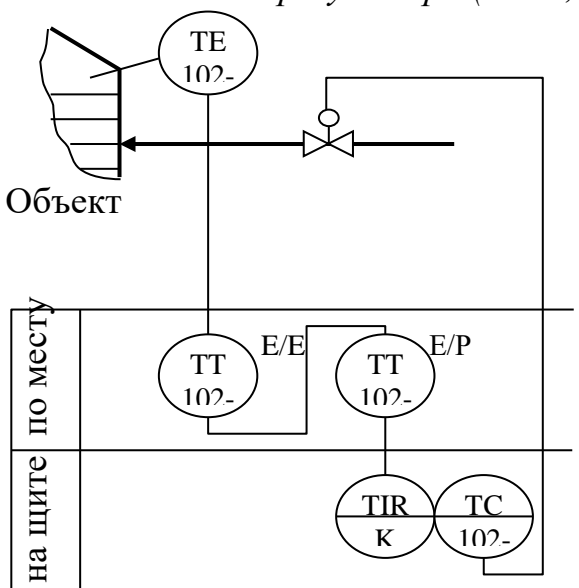 TE
102-
Объект
по месту
TT
102-
E/E
TT
102-
E/P
на щите
TIR
K
TC
102-